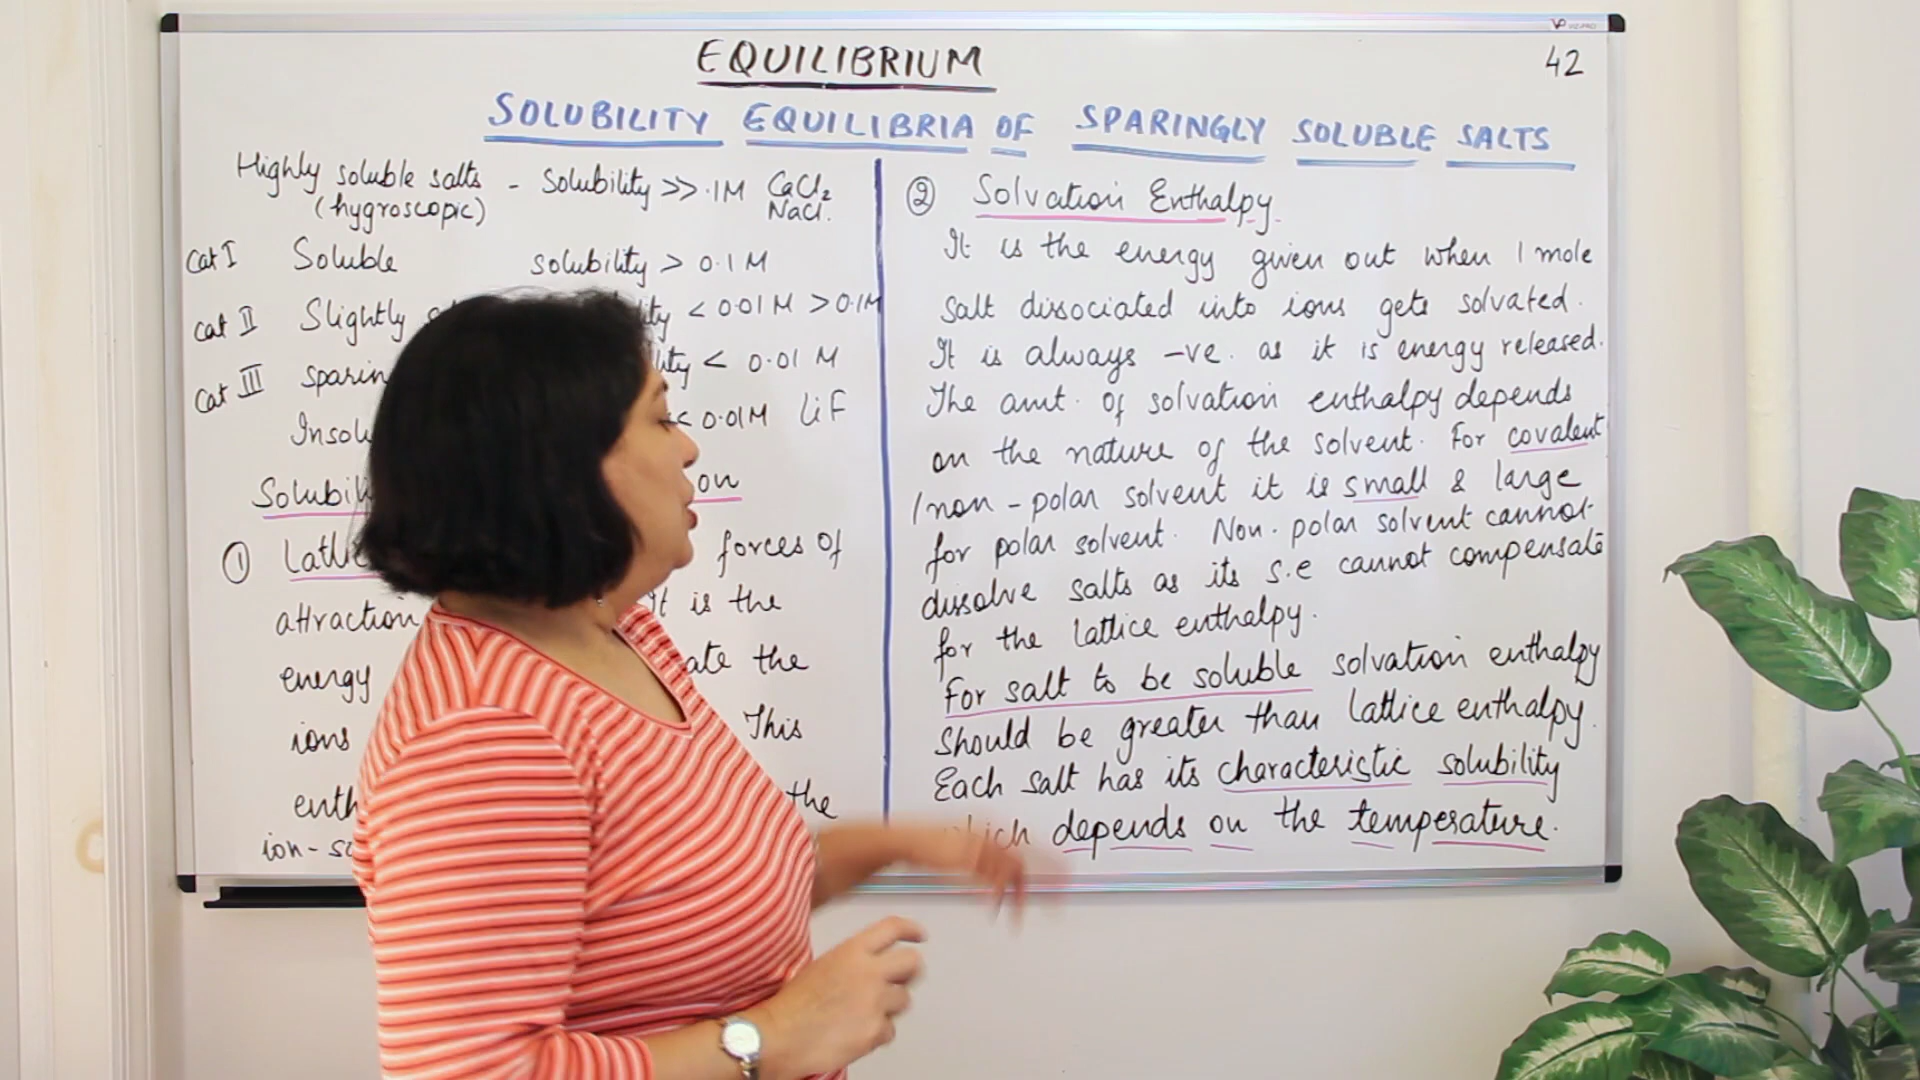 EQUILIBRIUM
42
SOLUBILITY EQUILIBRIA OF SPARINGLY SOLUBLE SALTS
Highly soluble salts - Solubility >> .1M CaCl2
(hygroscopic) NaCl.
Cat I Soluble solubility > 0.1 M
Cat II Slightly < 0.01 M > 0.1M
Cat III < 0.01 M
< 0.01M LiF
on
① forces of
attraction It is the
energy the
ions This
the
② Solvation Enthalpy
It is the energy given out when 1 mole
salt dissociated into ions gets solvated.
It is always -ve. as it is energy released.
The amt. of solvation enthalpy depends
on the nature of the solvent. For covalent
/non-polar solvent it is small & large
for polar solvent. Non-polar solvent cannot
dissolve salts as its s.e cannot compensate
for the lattice enthalpy.
For salt to be soluble solvation enthalpy
should be greater than lattice enthalpy.
Each salt has its characteristic solubility
which depends on the temperature.